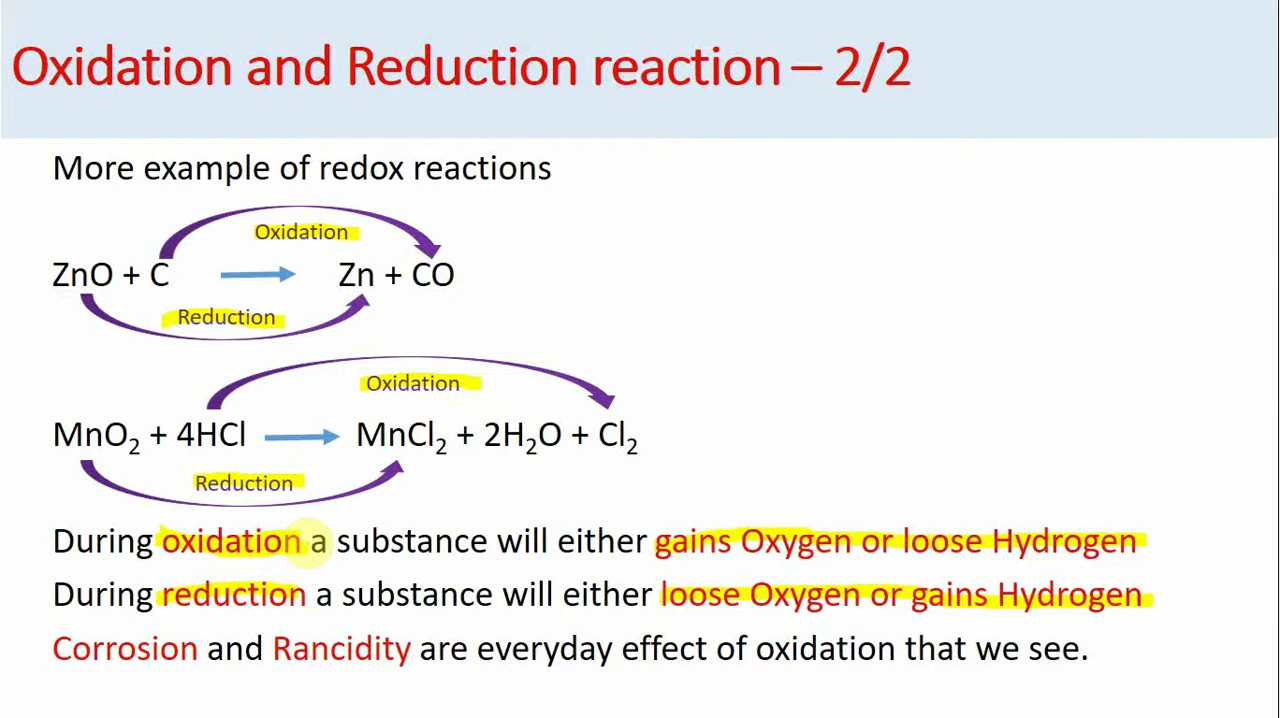 Oxidation and Reduction reaction – 2/2
More example of redox reactions
Oxidation
ZnO + C Zn + CO
Reduction
Oxidation
MnO₂ + 4HCl MnCl₂ + 2H₂O + Cl₂
Reduction
During oxidation a substance will either gains Oxygen or loose Hydrogen
During reduction a substance will either loose Oxygen or gains Hydrogen
Corrosion and Rancidity are everyday effect of oxidation that we see.